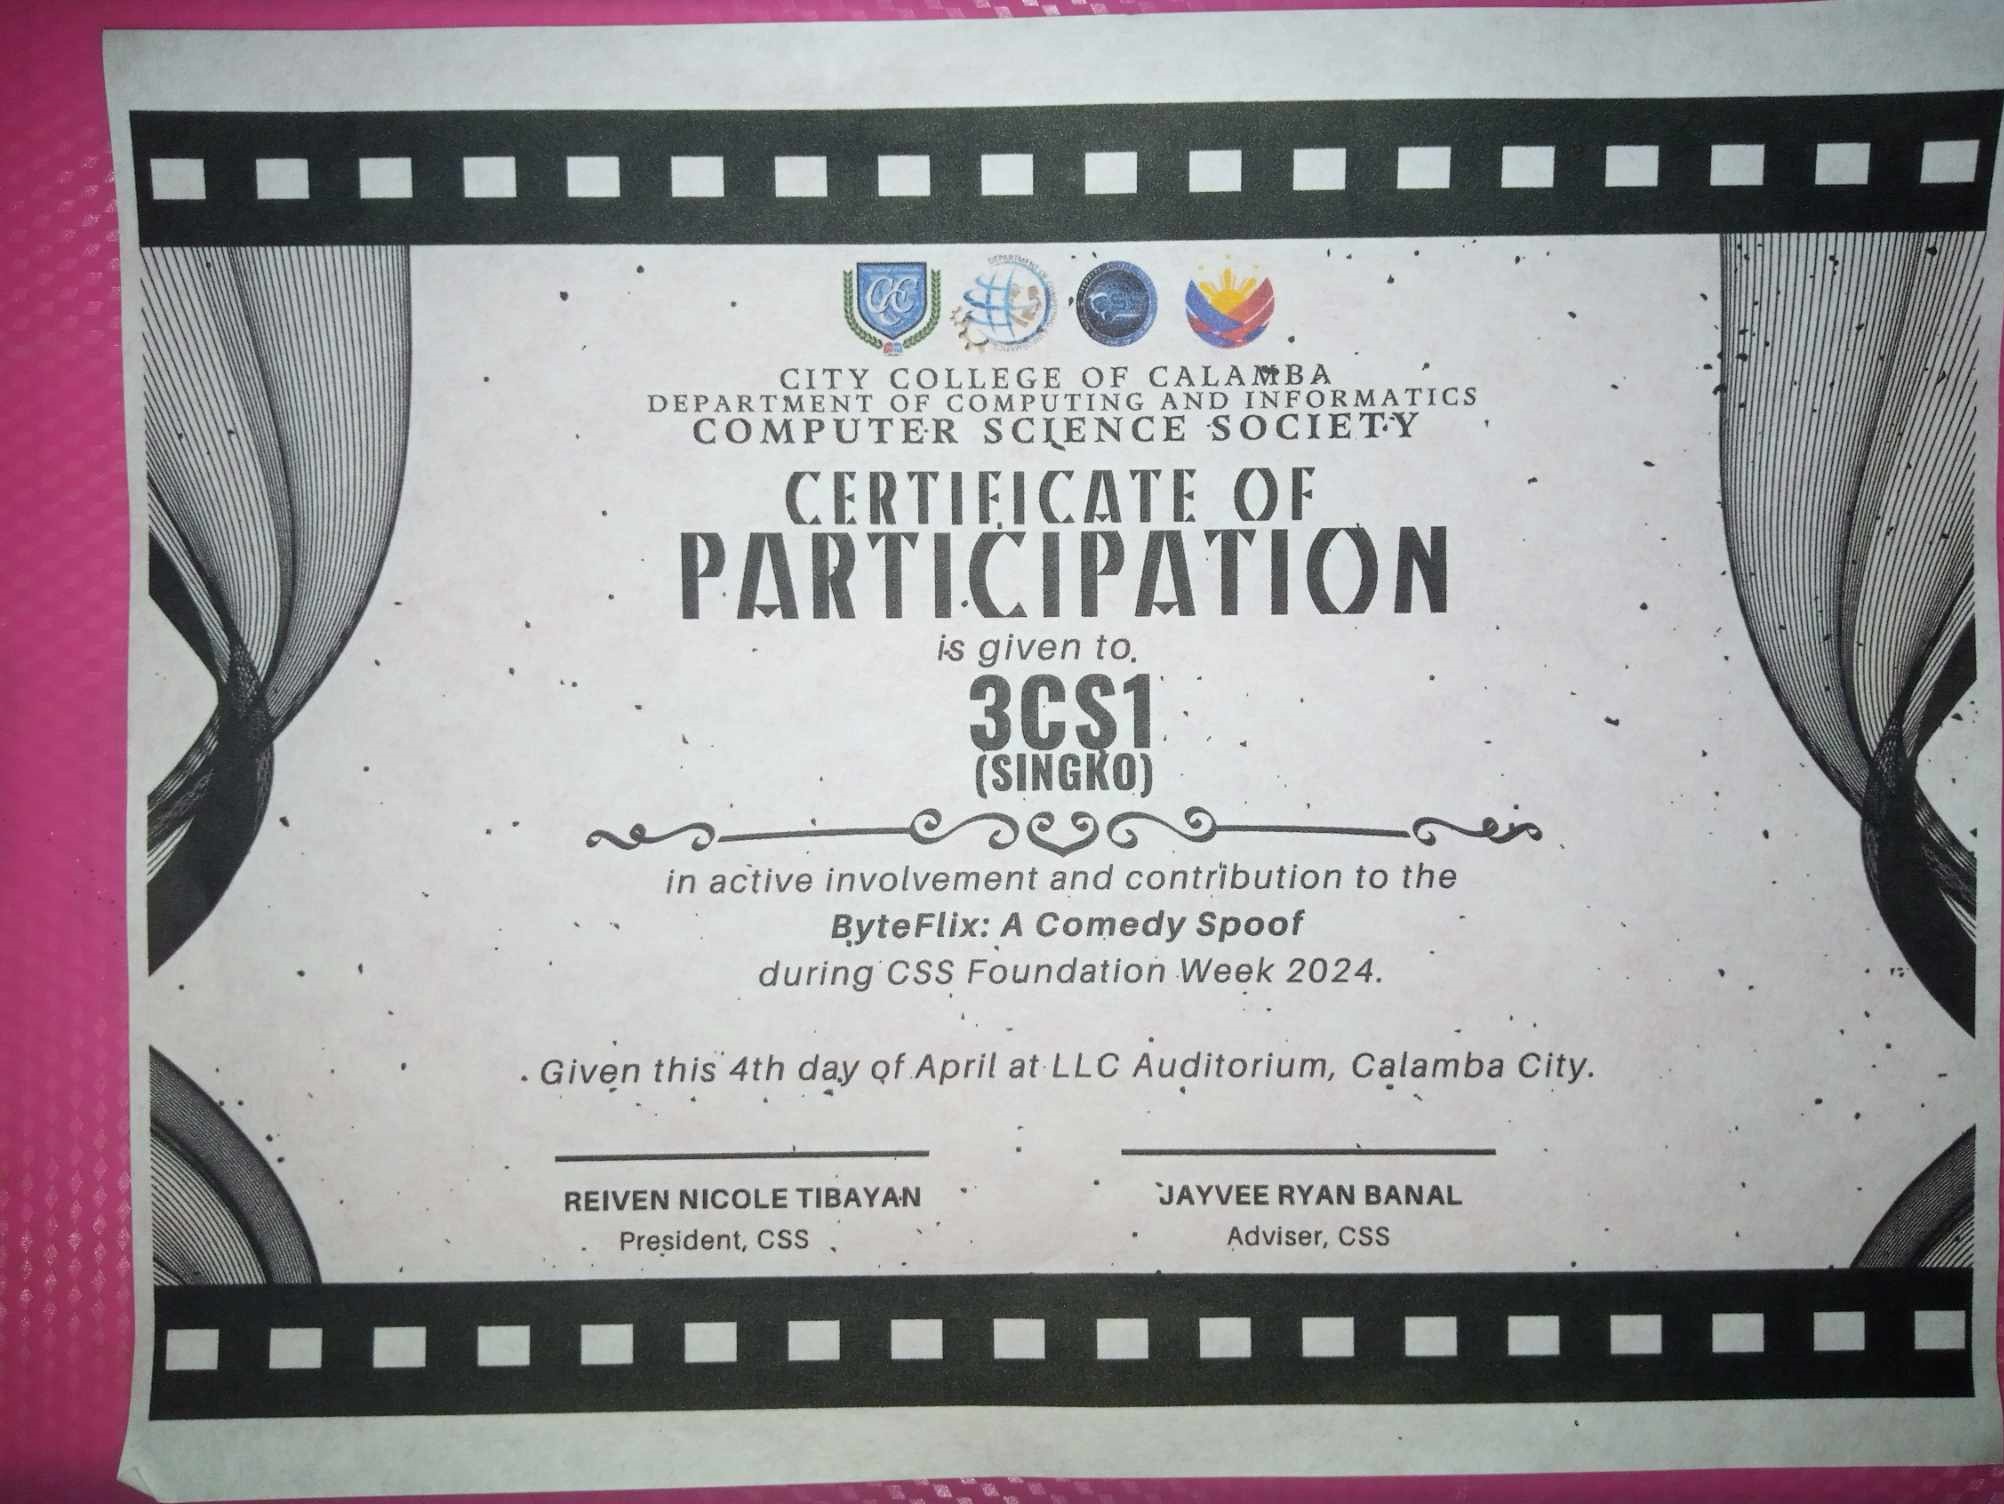 CITY COLLEGE OF CALAMBA
DEPARTMENT OF COMPUTING AND INFORMATICS
COMPUTER SCIENCE SOCIETY
CERTIFICATE OF
PARTICIPATION
is given to
3CS1
(SINGKO)
in active involvement and contribution to the
ByteFlix: A Comedy Spoof
during CSS Foundation Week 2024.
Given this 4th day of April at LLC Auditorium, Calamba City.
REIVEN NICOLE TIBAYAN
President, CSS
JAYVEE RYAN BANAL
Adviser, CSS